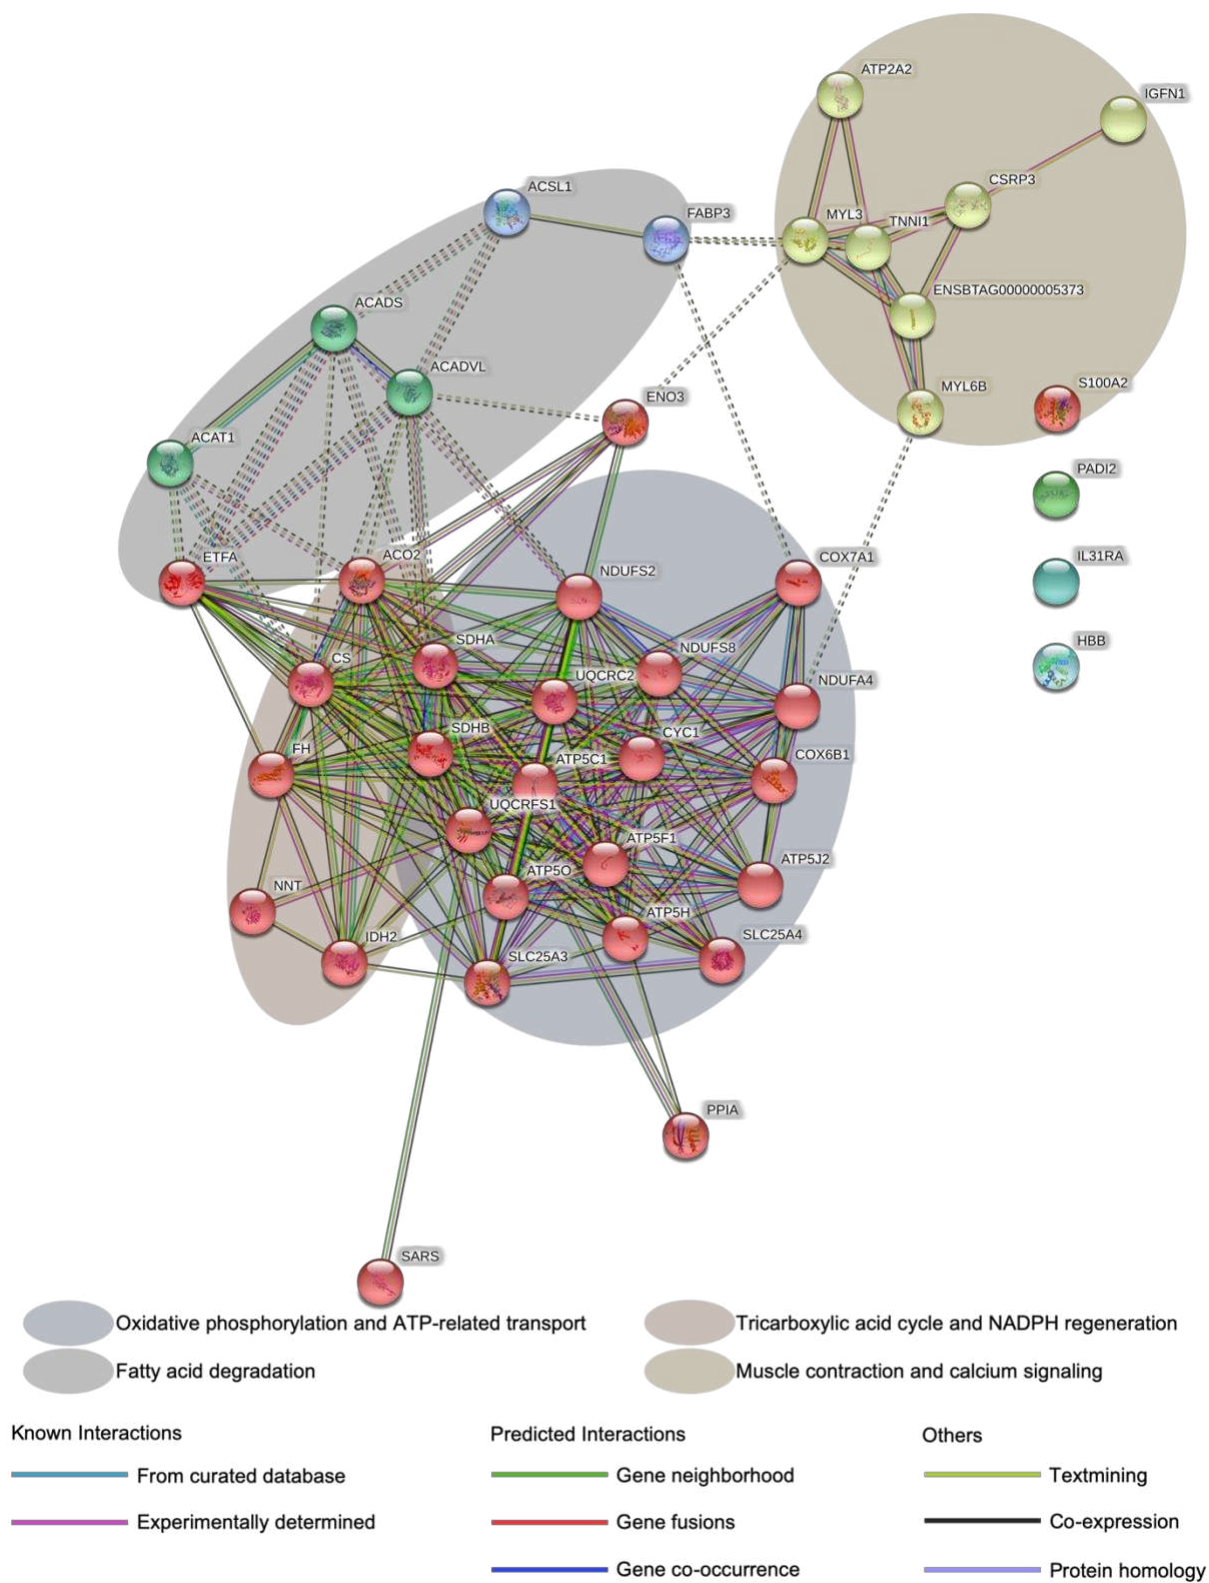 ATP2A2
IGFN1
ACSL1
CSRP3
FABP3
MYL3
TNNI1
ENSBTAG00000005373
ACADS
ACADVL
MYL6B
S100A2
ENO3
ACAT1
PADI2
ETFA
ACO2
COX7A1
IL31RA
NDUFS2
SDHA
NDUFS8
HBB
CS
UQCRC2
NDUFA4
SDHB
CYC1
FH
ATP5C1
COX6B1
UQCRFS1
ATP5F1
ATP5J2
ATP5O
NNT
ATP5H
IDH2
SLC25A4
SLC25A3
PPIA
SARS
Oxidative phosphorylation and ATP-related transport
Tricarboxylic acid cycle and NADPH regeneration
Fatty acid degradation
Muscle contraction and calcium signaling
Known Interactions
Predicted Interactions
Others
From curated database
Gene neighborhood
Textmining
Experimentally determined
Gene fusions
Co-expression
Gene co-occurrence
Protein homology